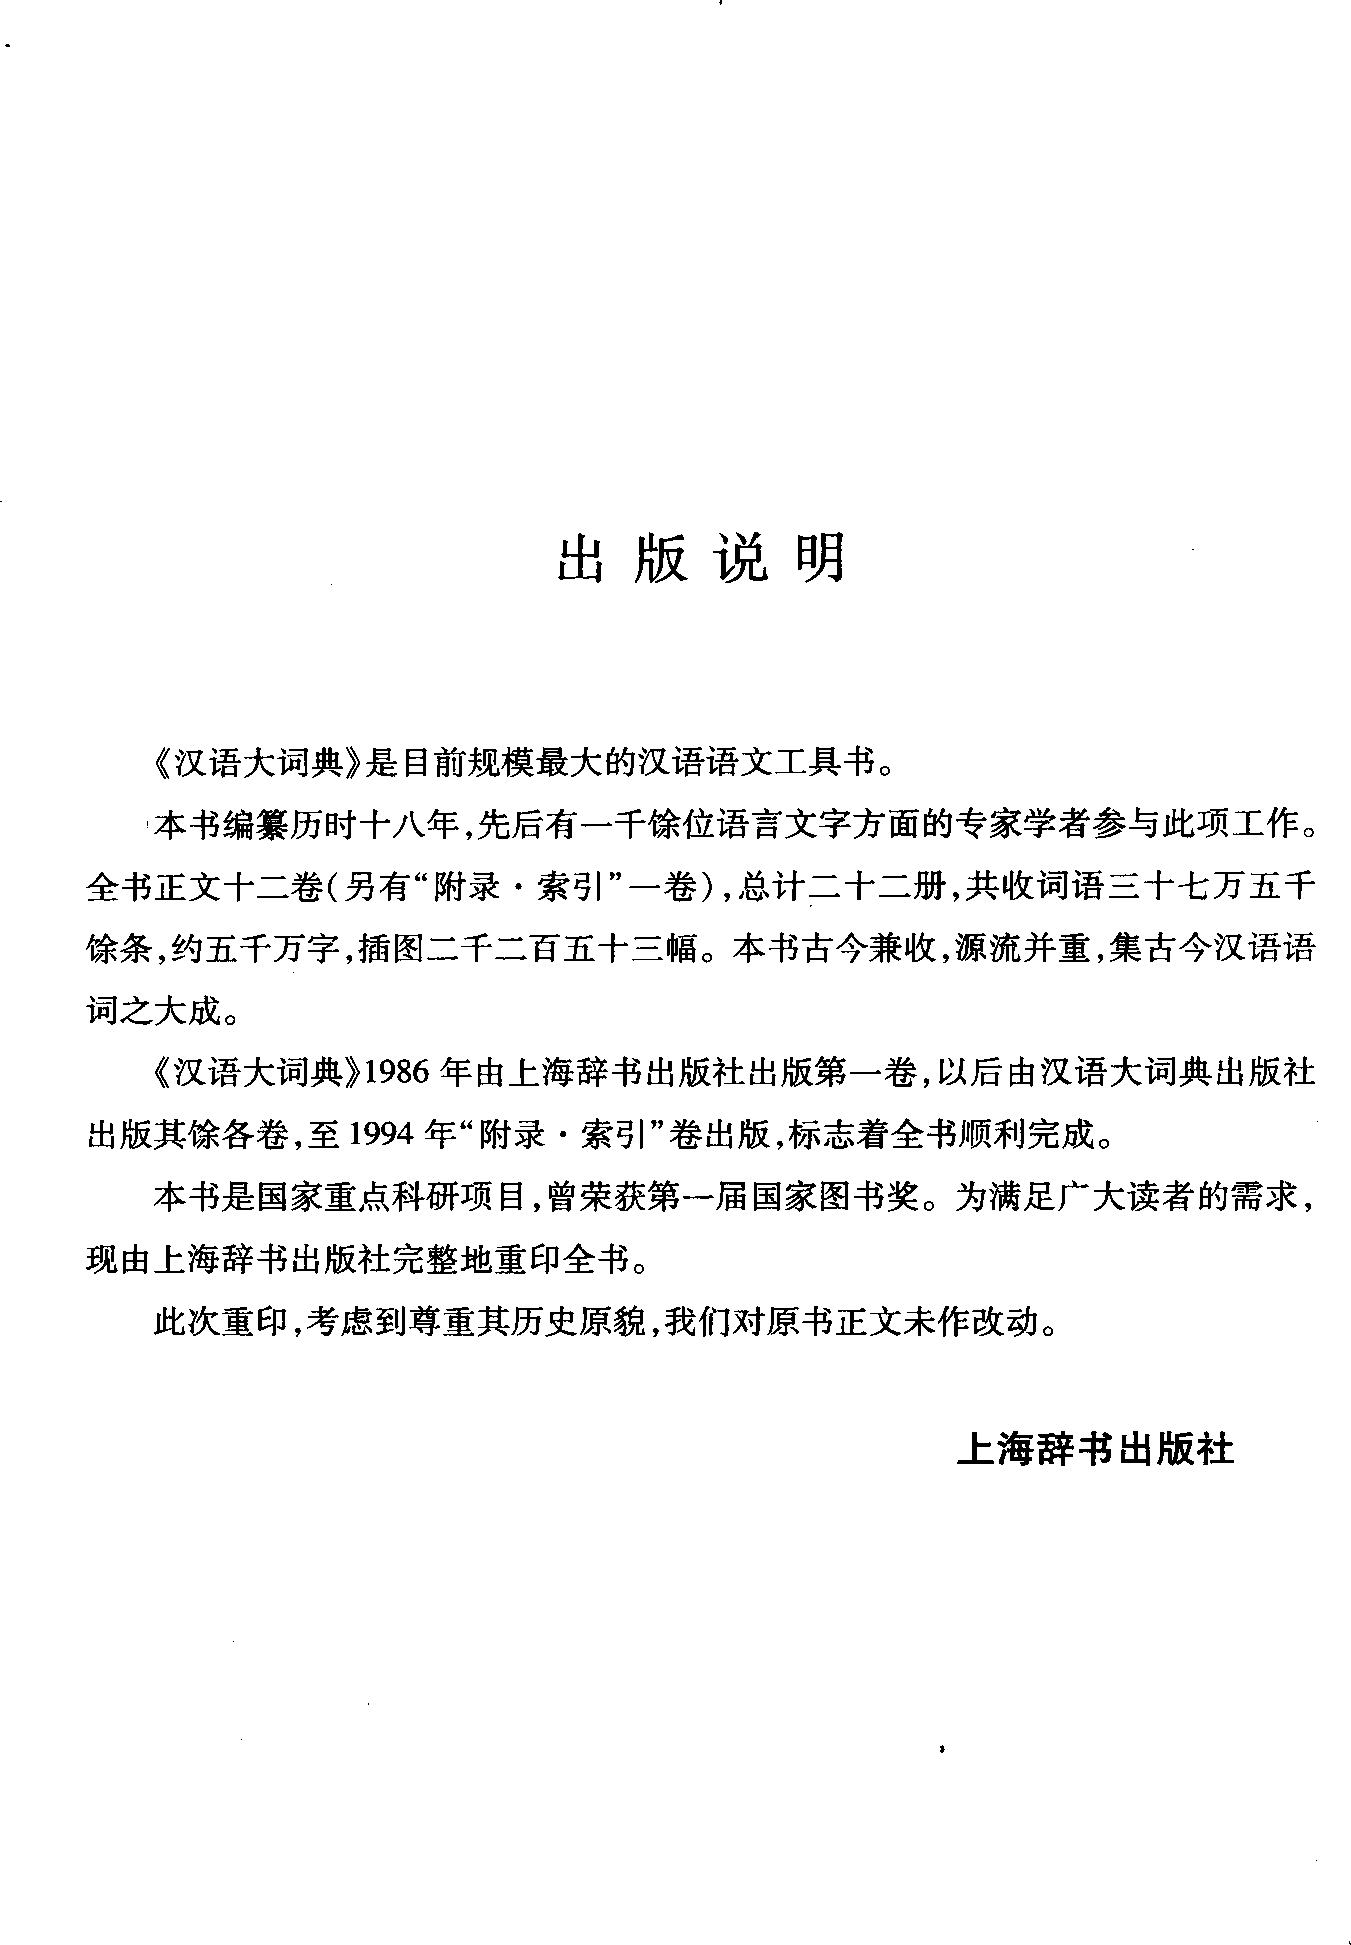 出版说明
《汉语大词典》是目前规模最大的汉语语文工具书。
本书编纂历时十八年,先后有一千馀位语言文字方面的专家学者参与此项工作。
全书正文十二卷(另有“附录·索引”一卷),总计二十二册,共收词语三十七万五千
馀条,约五千万字,插图二千二百五十三幅。本书古今兼收,源流并重,集古今汉语语
词之大成。
《汉语大词典》1986年由上海辞书出版社出版第一卷,以后由汉语大词典出版社
出版其馀各卷,至1994年“附录·索引”卷出版,标志着全书顺利完成。
本书是国家重点科研项目,曾荣获第一届国家图书奖。为满足广大读者的需求,
现由上海辞书出版社完整地重印全书。
此次重印,考虑到尊重其历史原貌,我们对原书正文未作改动。
上海辞书出版社